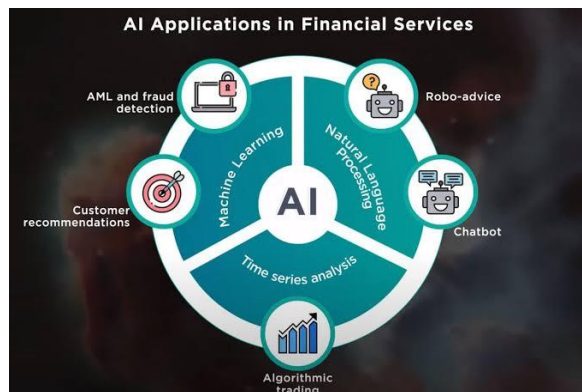 AI Applications in Financial Services
AML and fraud
detection
Robo-advice
?
Machine Learning
Natural Language
Processing
AI
Customer
recommendations
Chatbot
Time series analysis
Algorithmic
trading